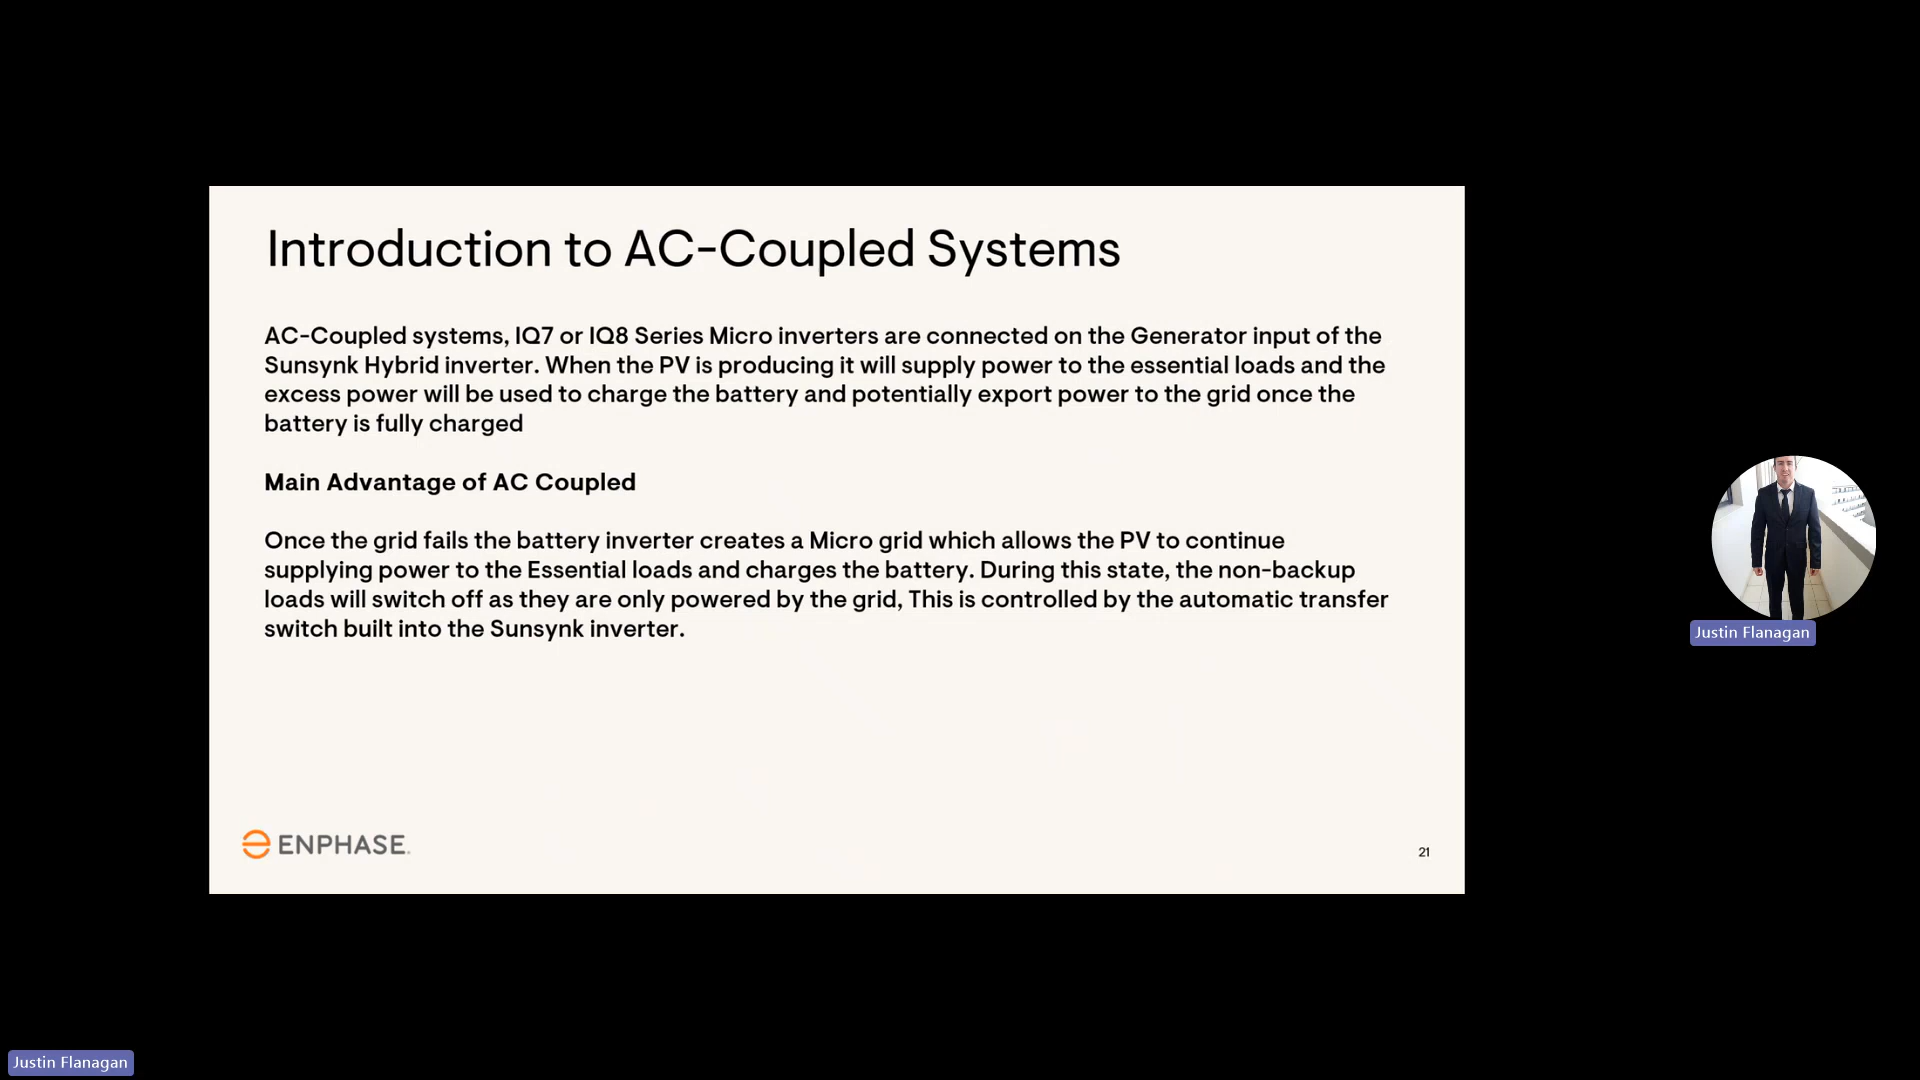 Introduction to AC-Coupled Systems
AC-Coupled systems, IQ7 or IQ8 Series Micro inverters are connected on the Generator input of the
Sunsynk Hybrid inverter. When the PV is producing it will supply power to the essential loads and the
excess power will be used to charge the battery and potentially export power to the grid once the
battery is fully charged
Main Advantage of AC Coupled
Once the grid fails the battery inverter creates a Micro grid which allows the PV to continue
supplying power to the Essential loads and charges the battery. During this state, the non-backup
loads will switch off as they are only powered by the grid, This is controlled by the automatic transfer
switch built into the Sunsynk inverter.
ENPHASE.
21
Justin Flanagan
Justin Flanagan